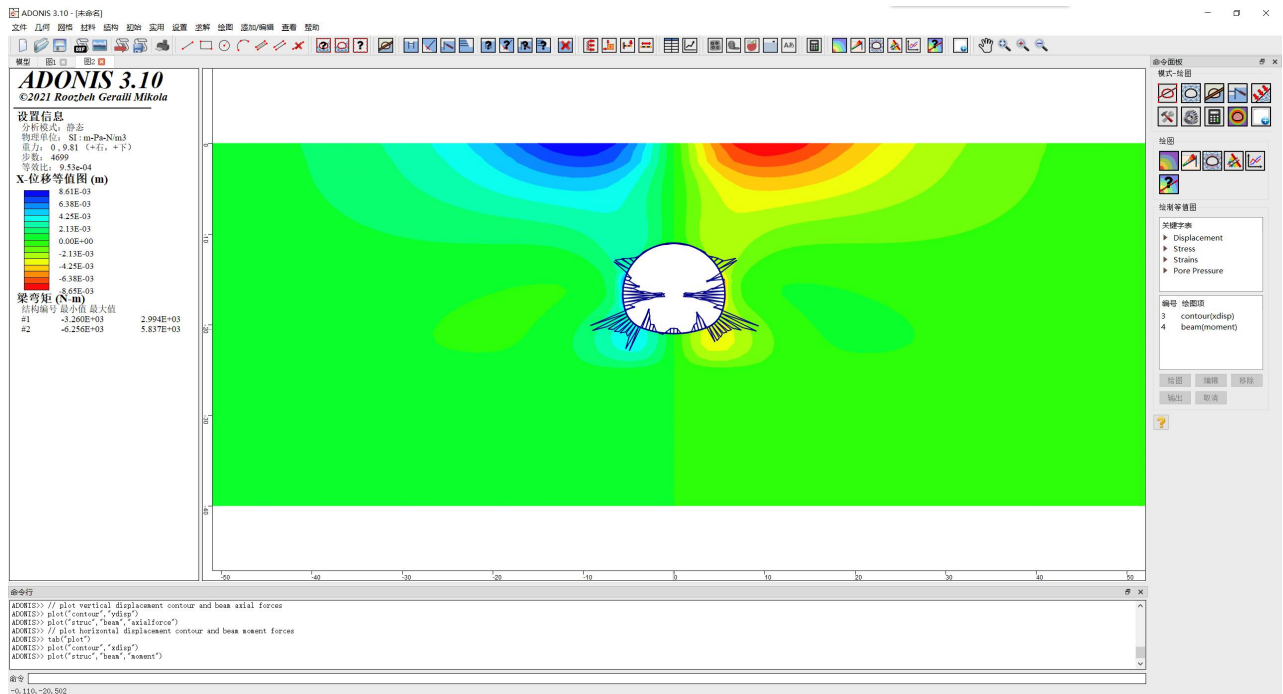 ADONIS 3.10 - [未命名]
文件 几何 网格 材料 结构 初始 实用 设置 求解 绘图 添加/编辑 查看 帮助
模型 图1 图2
命令面板
ADONIS 3.10
©2021 Roozbeh Geraili Mikola
设置信息
分析模式: 静态
物理单位: SI : m-Pa-N/m3
重力: 0 , 9.81 (+右, +下)
步数: 4699
等效比: 9.53e-04
X-位移等值图 (m)
8.61E-03
6.38E-03
4.25E-03
2.13E-03
0.00E+00
-2.13E-03
-4.25E-03
-6.38E-03
-8.65E-03
梁弯矩 (N-m)
结构编号 最小值 最大值
#1 -3.260E+03 2.994E+03
#2 -6.256E+03 5.837E+03
0
-10
-20
-30
-40
-50 -40 -30 -20 -10 0 10 20 30 40 50
模式-绘图
绘图
绘制等值图
关键字表
Displacement
Stress
Strains
Pore Pressure
编号 绘图项
3 contour(xdisp)
4 beam(moment)
绘图 编辑 移除
输出 取消
命令行
ADONIS>> // plot vertical displacement contour and beam axial forces
ADONIS>> plot("contour","ydisp")
ADONIS>> plot("struc","beam","axialforce")
ADONIS>> // plot horizontal displacement contour and beam moment forces
ADONIS>> tab("plot")
ADONIS>> plot("contour","xdisp")
ADONIS>> plot("struc","beam","moment")
命令
-0.110,-20.502